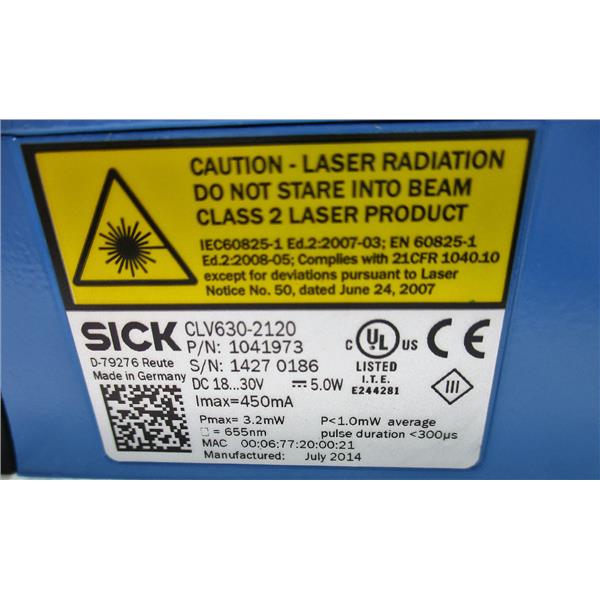 CAUTION - LASER RADIATION
DO NOT STARE INTO BEAM
CLASS 2 LASER PRODUCT
IEC60825-1 Ed.2:2007-03; EN 60825-1
Ed.2:2008-05; Complies with 21CFR 1040.10
except for deviations pursuant to Laser
Notice No. 50, dated June 24, 2007
SICK
D-79276 Reute
Made in Germany
CLV630-2120
P/N: 1041973
S/N: 1427 0186
DC 18...30V ⎓ 5.0W
Imax=450mA
Pmax= 3.2mW P<1.0mW average
▯ = 655nm pulse duration <300µs
MAC 00:06:77:20:00:21
Manufactured: July 2014
C UL US
LISTED
I.T.E.
E244281
CE
III